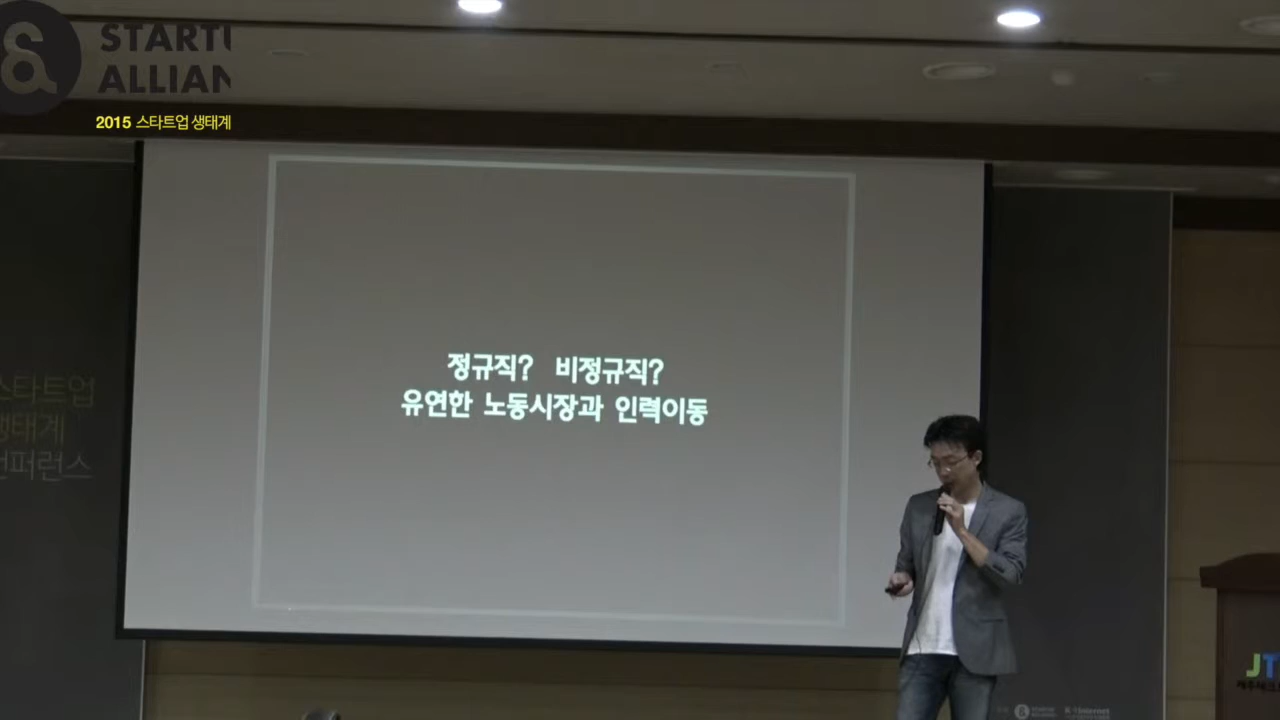 STARTU
ALLIAN
2015 스타트업 생태계
정규직? 비정규직?
유연한 노동시장과 인력이동
스타트업
생태계
컨퍼런스
JT